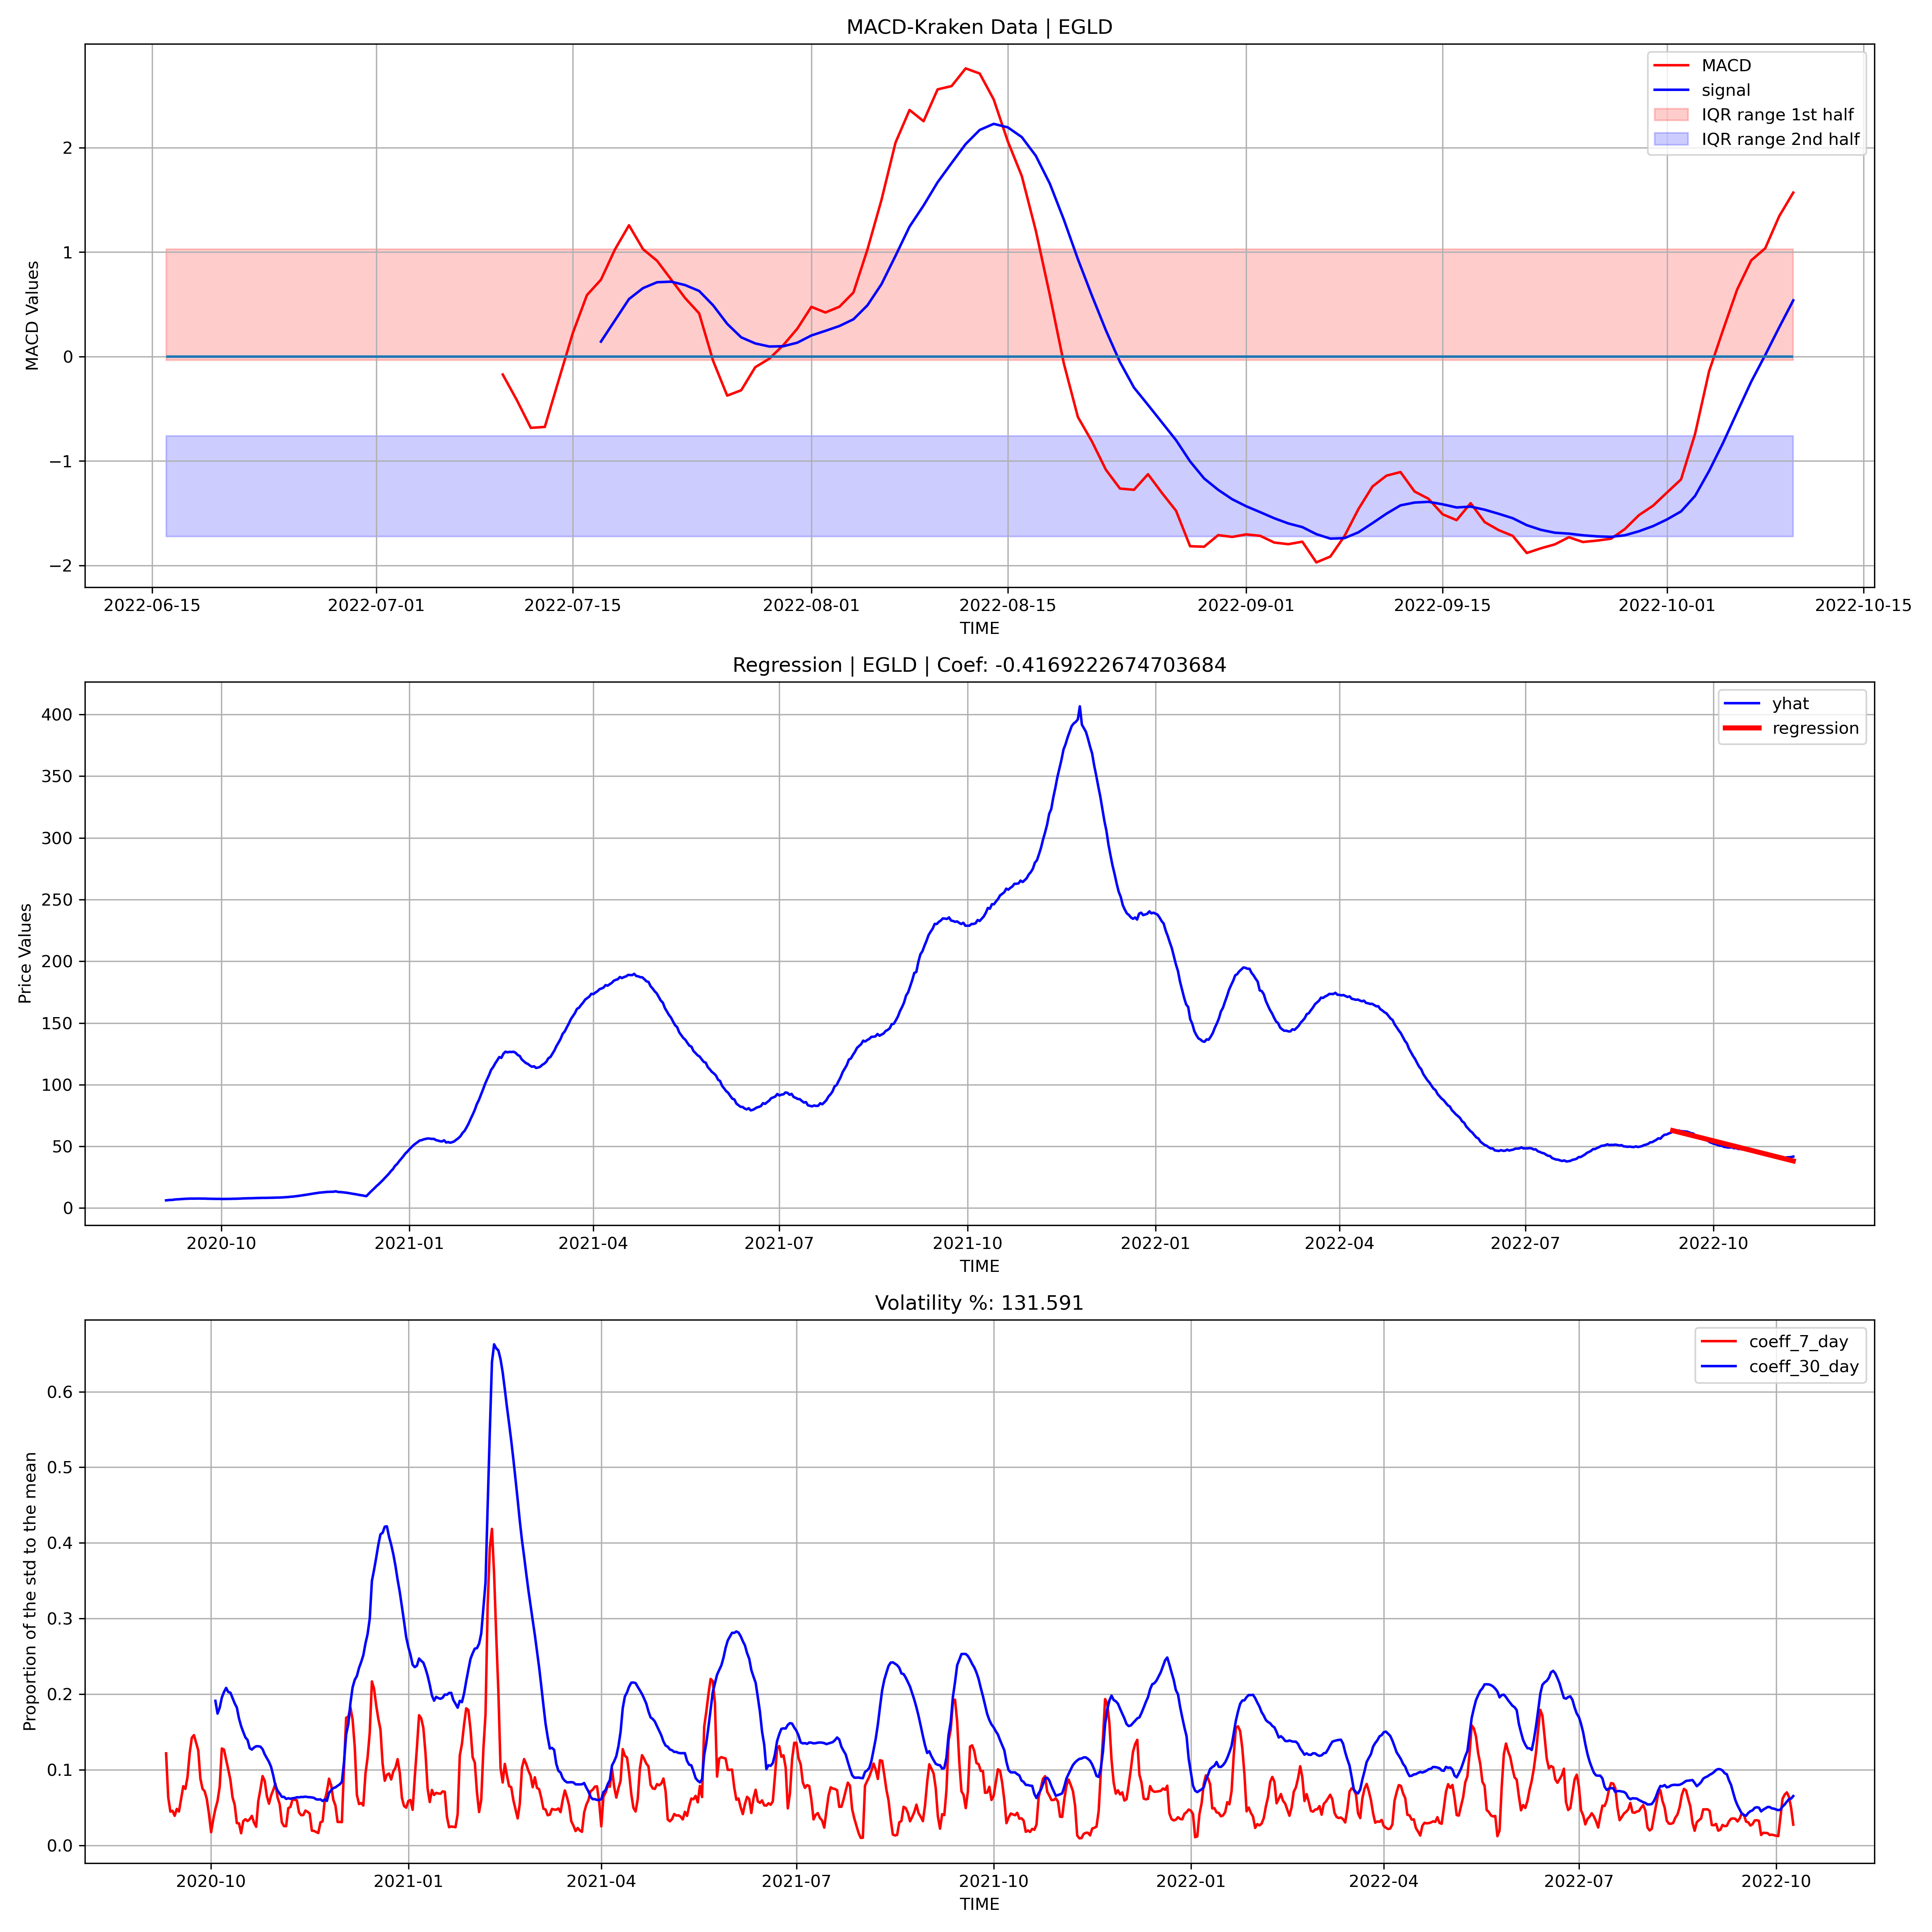 MACD-Kraken Data | EGLD
MACD Values
2
1
0
−1
−2
MACD
signal
IQR range 1st half
IQR range 2nd half
2022-06-15 2022-07-01 2022-07-15 2022-08-01 2022-08-15 2022-09-01 2022-09-15 2022-10-01 2022-10-15
TIME
Regression | EGLD | Coef: -0.4169222674703684
Price Values
400
350
300
250
200
150
100
50
0
yhat
regression
2020-10 2021-01 2021-04 2021-07 2021-10 2022-01 2022-04 2022-07 2022-10
TIME
Volatility %: 131.591
Proportion of the std to the mean
0.6
0.5
0.4
0.3
0.2
0.1
0.0
coeff_7_day
coeff_30_day
2020-10 2021-01 2021-04 2021-07 2021-10 2022-01 2022-04 2022-07 2022-10
TIME